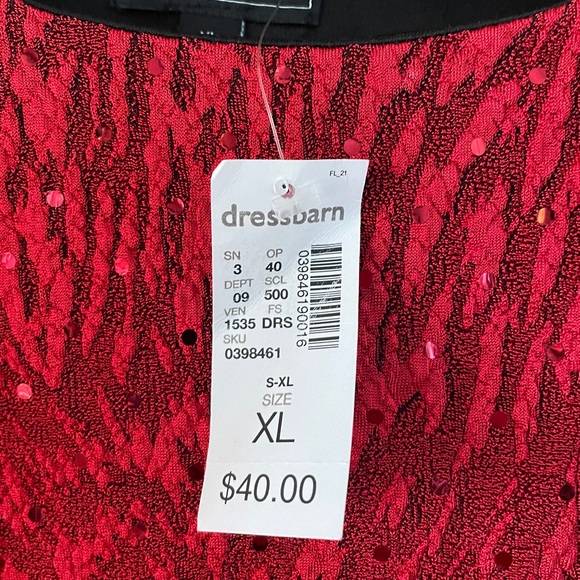 FL_21
dressbarn
SN OP
3 40
DEPT SCL
09 500
VEN FS
1535 DRS
SKU
0398461
039846190016
S-XL
SIZE
XL
$40.00